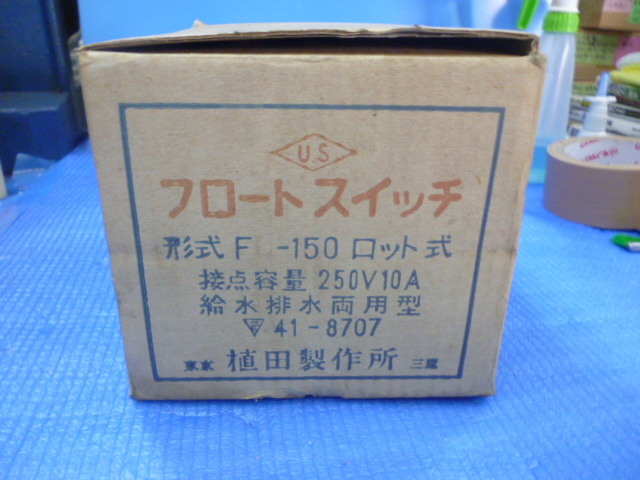 U.S.
フロートスイッチ
形式F -150 ロット式
接点容量 250V10A
給水排水両用型
41-8707
東京 植田製作所 三鷹